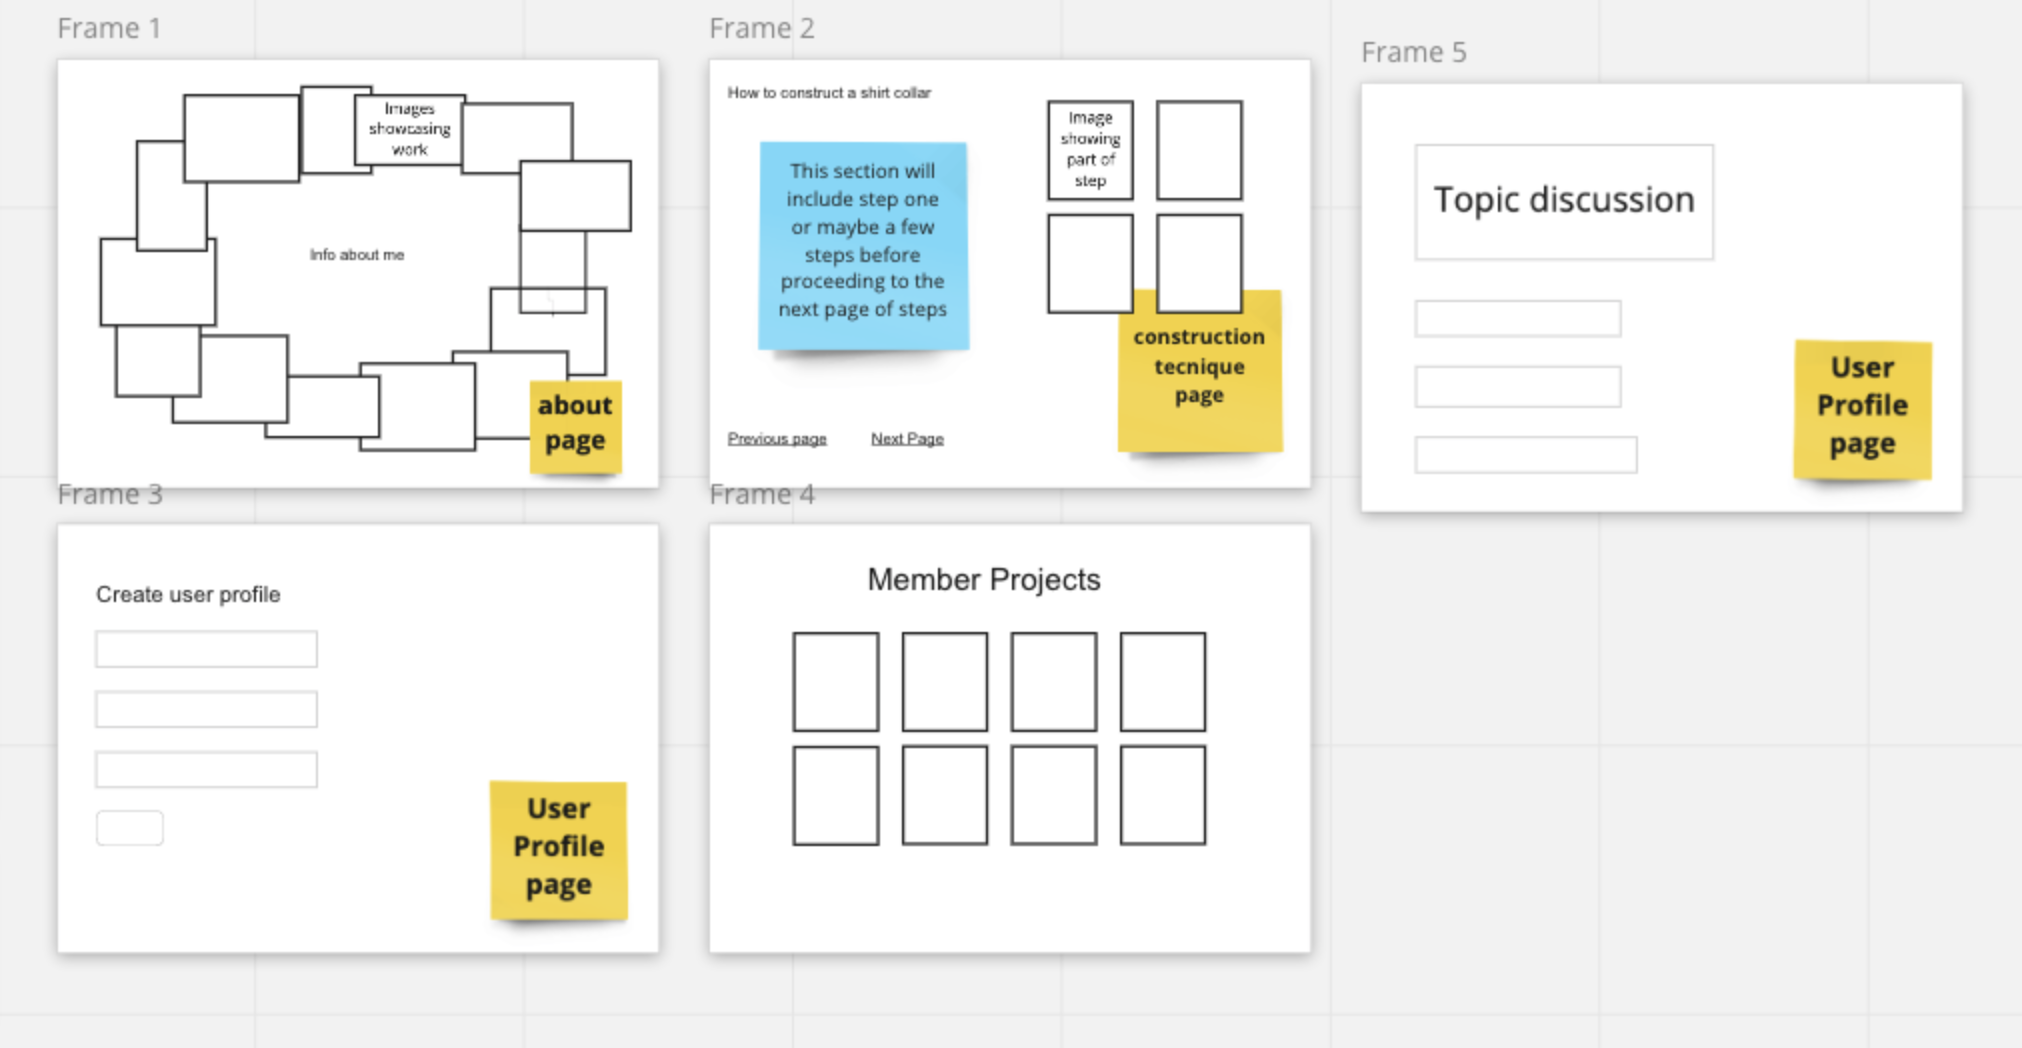 Frame 1
Images
showcasing
work
Info about me
about
page
Frame 2
How to construct a shirt collar
This section will
include step one
or maybe a few
steps before
proceeding to the
next page of steps
Image
showing
part of
step
construction
tecnique
page
Previous page
Next Page
Frame 5
Topic discussion
User
Profile
page
Frame 3
Create user profile
User
Profile
page
Frame 4
Member Projects